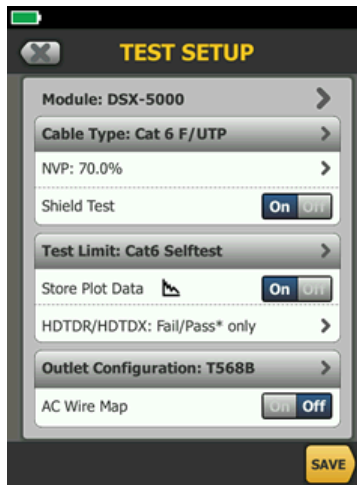 TEST SETUP
Module: DSX-5000
Cable Type: Cat 6 F/UTP
NVP: 70.0%
Shield Test On Off
Test Limit: Cat6 Selftest
Store Plot Data On Off
HDTDR/HDTDX: Fail/Pass* only
Outlet Configuration: T568B
AC Wire Map On Off
SAVE